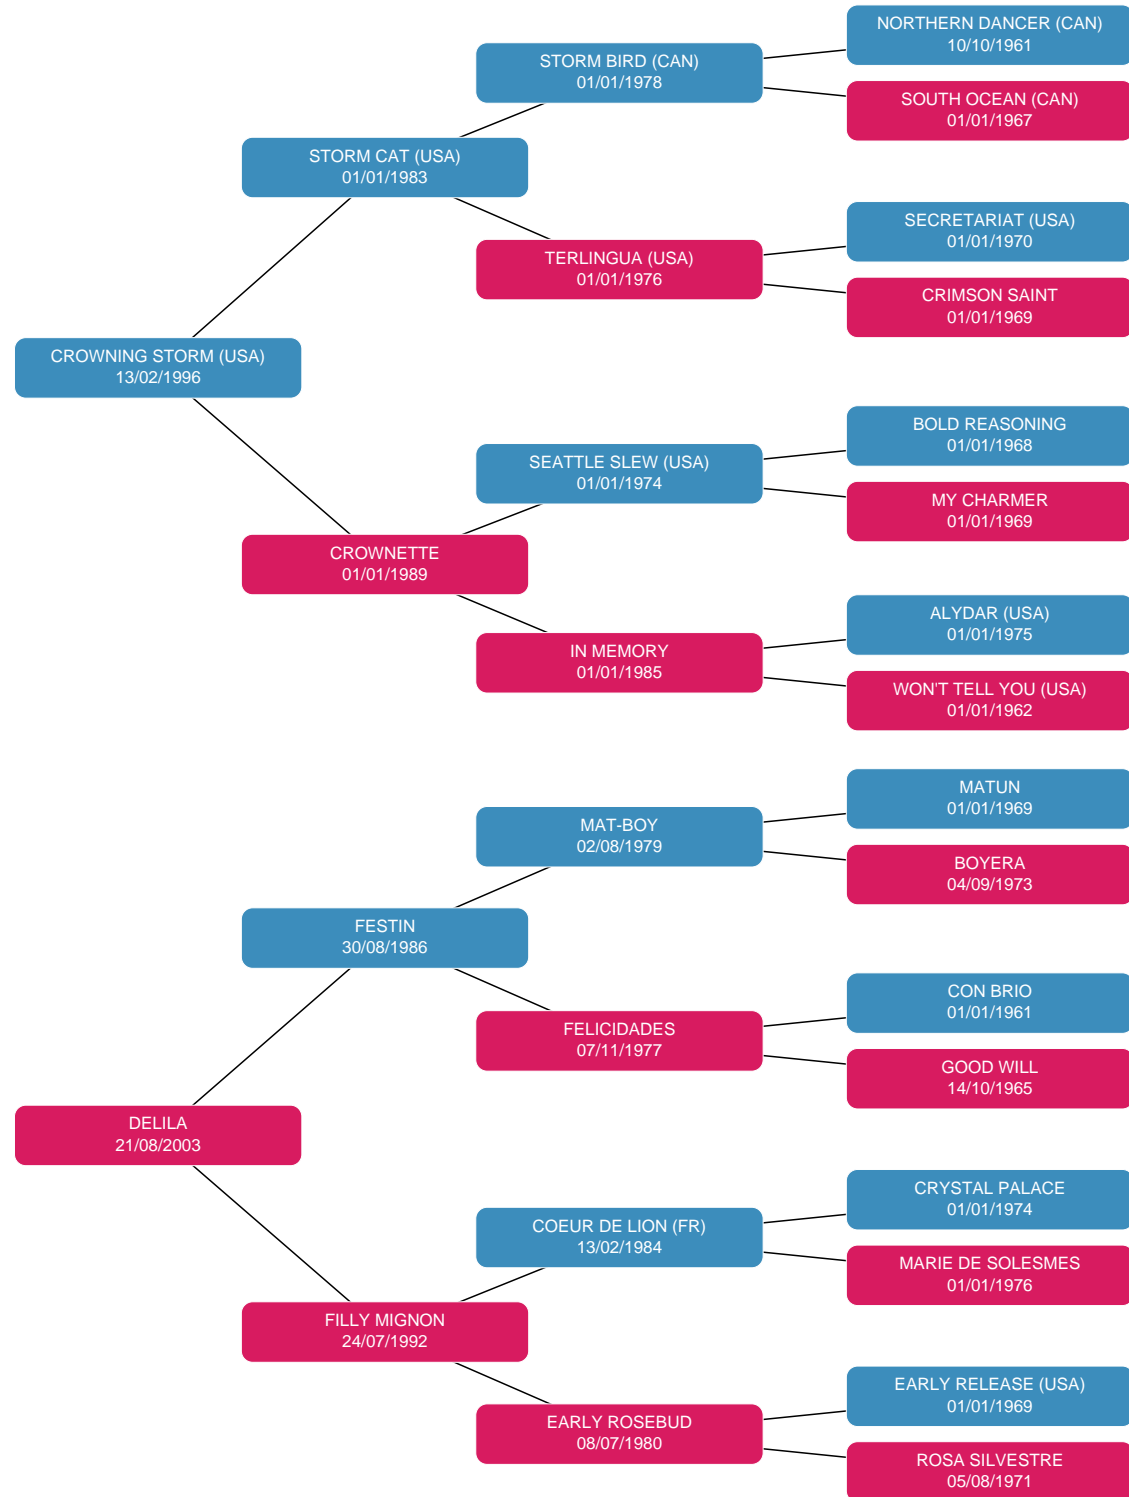 NORTHERN DANCER (CAN)
10/10/1961
STORM BIRD (CAN)
01/01/1978
SOUTH OCEAN (CAN)
01/01/1967
STORM CAT (USA)
01/01/1983
SECRETARIAT (USA)
01/01/1970
TERLINGUA (USA)
01/01/1976
CRIMSON SAINT
01/01/1969
CROWNING STORM (USA)
13/02/1996
BOLD REASONING
01/01/1968
SEATTLE SLEW (USA)
01/01/1974
MY CHARMER
01/01/1969
CROWNETTE
01/01/1989
ALYDAR (USA)
01/01/1975
IN MEMORY
01/01/1985
WON'T TELL YOU (USA)
01/01/1962
MATUN
01/01/1969
MAT-BOY
02/08/1979
BOYERA
04/09/1973
FESTIN
30/08/1986
CON BRIO
01/01/1961
FELICIDADES
07/11/1977
GOOD WILL
14/10/1965
DELILA
21/08/2003
CRYSTAL PALACE
01/01/1974
COEUR DE LION (FR)
13/02/1984
MARIE DE SOLESMES
01/01/1976
FILLY MIGNON
24/07/1992
EARLY RELEASE (USA)
01/01/1969
EARLY ROSEBUD
08/07/1980
ROSA SILVESTRE
05/08/1971